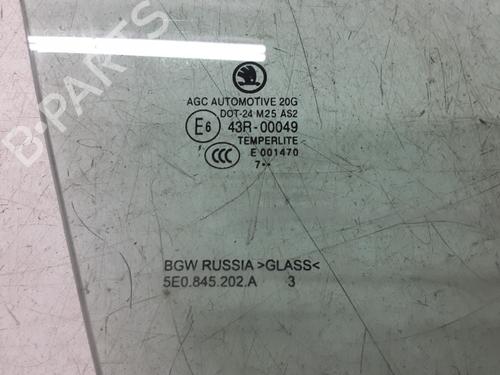 AGC AUTOMOTIVE 20G
DOT-24 M25 AS2
E6 43R-00049
TEMPERLITE
CCC E 001470
7••
BGW RUSSIA >GLASS<
5E0.845.202.A 3
B-PARTS